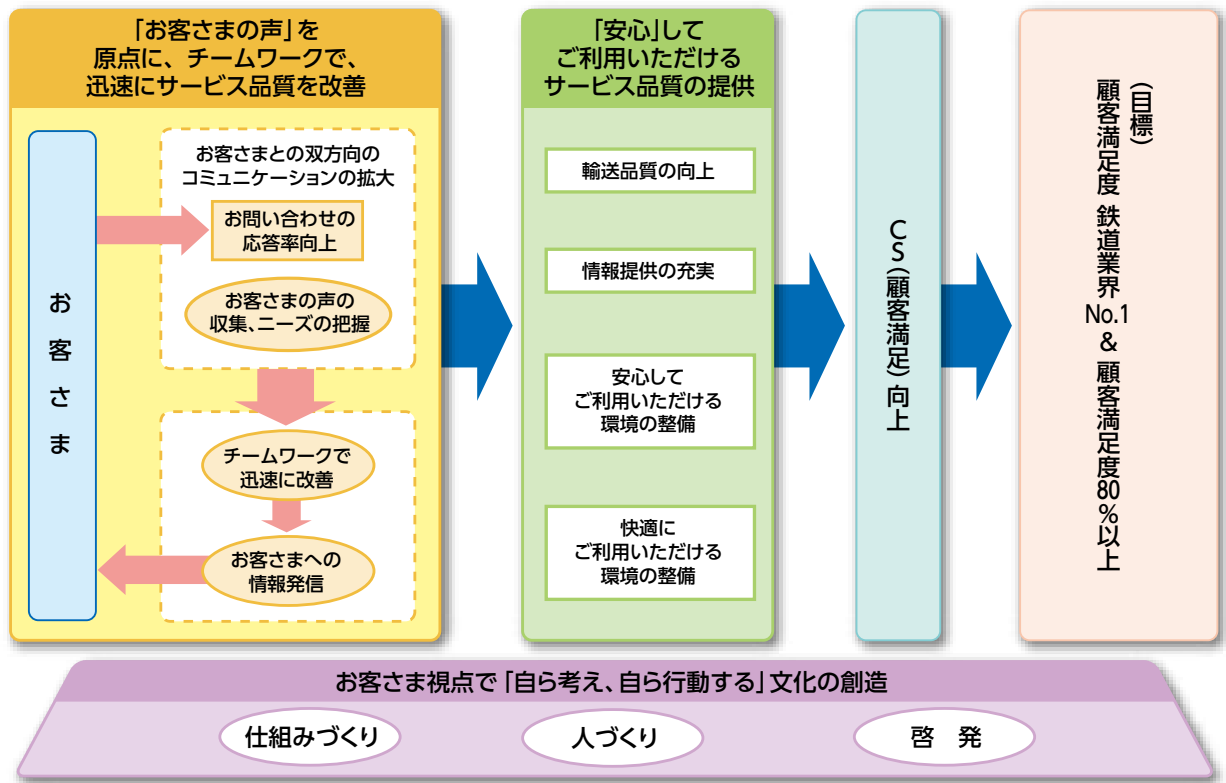 「お客さまの声」を
原点に、チームワークで、
迅速にサービス品質を改善
お客さま
お客さまとの双方向の
コミュニケーションの拡大
お問い合わせの
応答率向上
お客さまの声の
収集、ニーズの把握
チームワークで
迅速に改善
お客さまへの
情報発信
「安心」して
ご利用いただける
サービス品質の提供
輸送品質の向上
情報提供の充実
安心して
ご利用いただける
環境の整備
快適に
ご利用いただける
環境の整備
CS(顧客満足)向上
(目標)
顧客満足度 鉄道業界 No.1 & 顧客満足度80%以上
お客さま視点で「自ら考え、自ら行動する」文化の創造
仕組みづくり
人づくり
啓 発